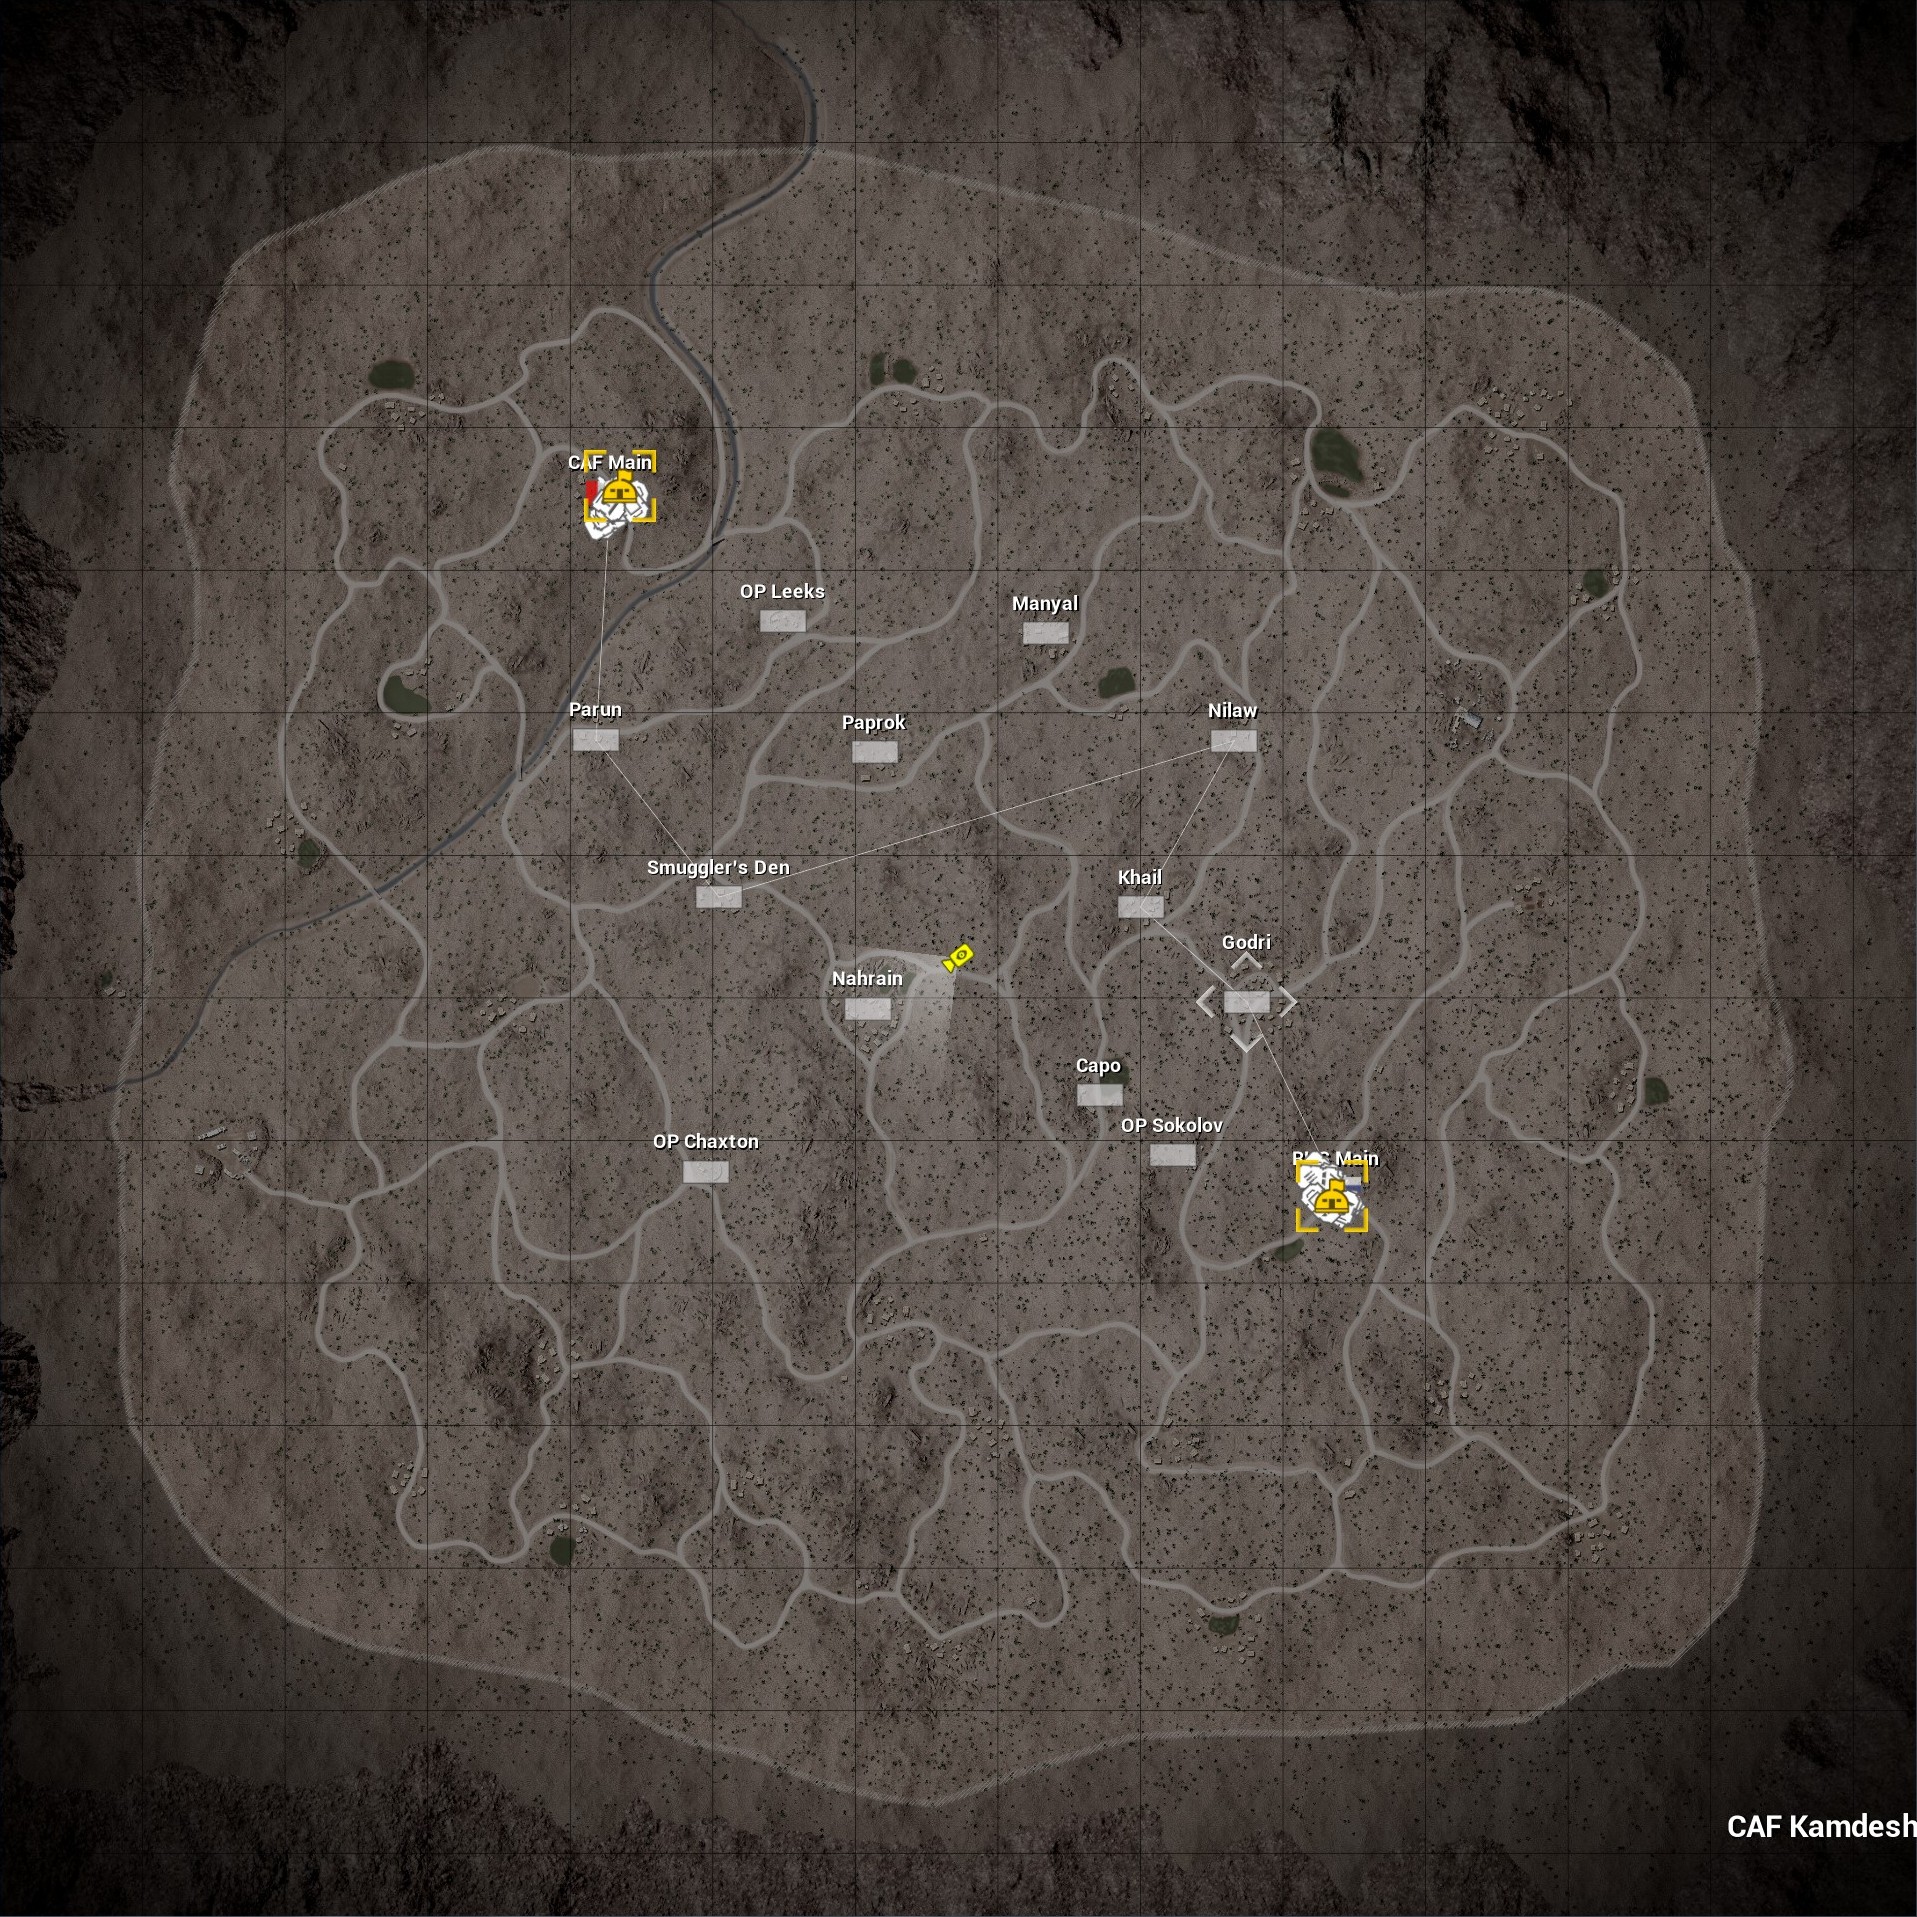 CAF Main
OP Leeks
Manyal
Parun
Nilaw
Paprok
Smuggler's Den
Khail
Godri
Nahrain
Capo
OP Sokolov
OP Chaxton
Main
CAF Kamdesh